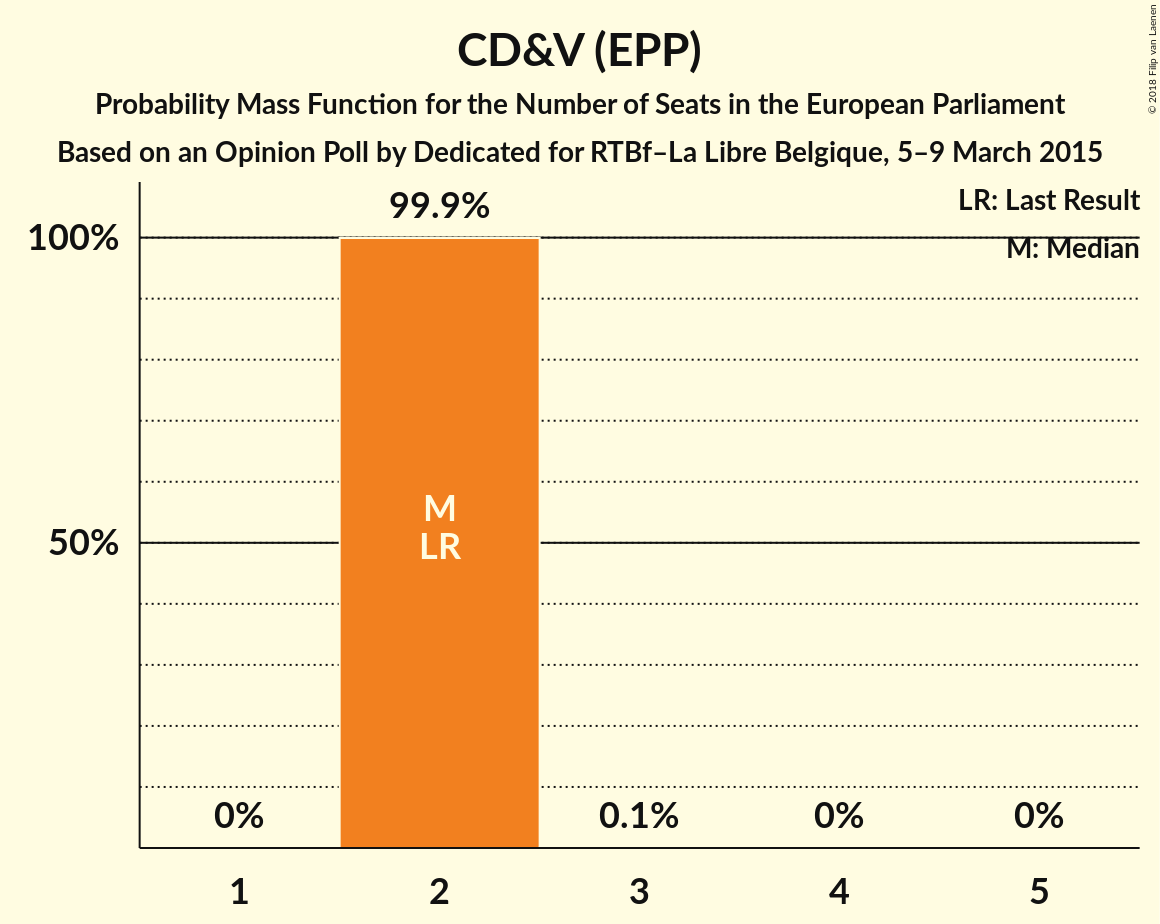 CD&V (EPP)
Probability Mass Function for the Number of Seats in the European Parliament
Based on an Opinion Poll by Dedicated for RTBf–La Libre Belgique, 5–9 March 2015
© 2018 Filip van Laenen
LR: Last Result
M: Median
99.9%
100%
50%
M
LR
0%
0.1%
0%
0%
1
2
3
4
5